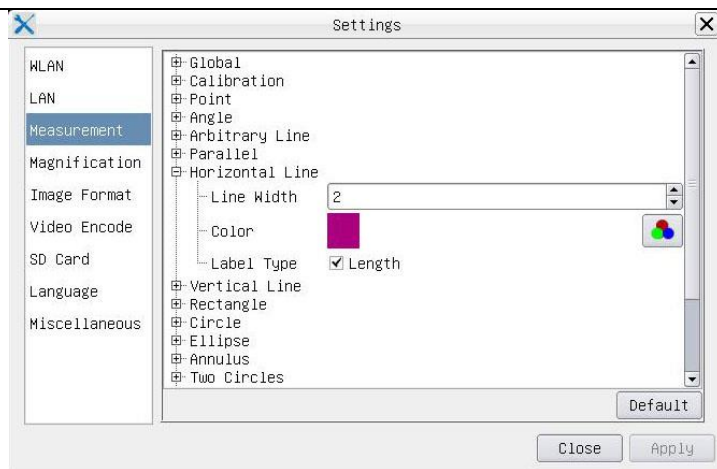 Settings
WLAN
LAN
Measurement
Magnification
Image Format
Video Encode
SD Card
Language
Miscellaneous
Global
Calibration
Point
Angle
Arbitrary Line
Parallel
Horizontal Line
Line Width 2
Color
Label Type Length
Vertical Line
Rectangle
Circle
Ellipse
Annulus
Two Circles
Default
Close Apply